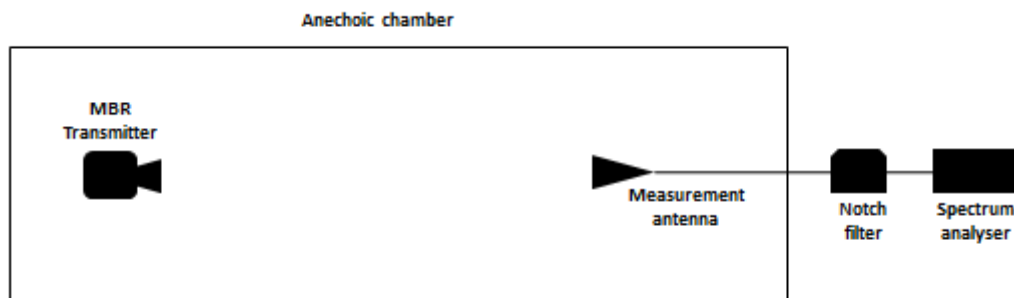 Anechoic chamber
MBR
Transmitter
Measurement
antenna
Notch
filter
Spectrum
analyser